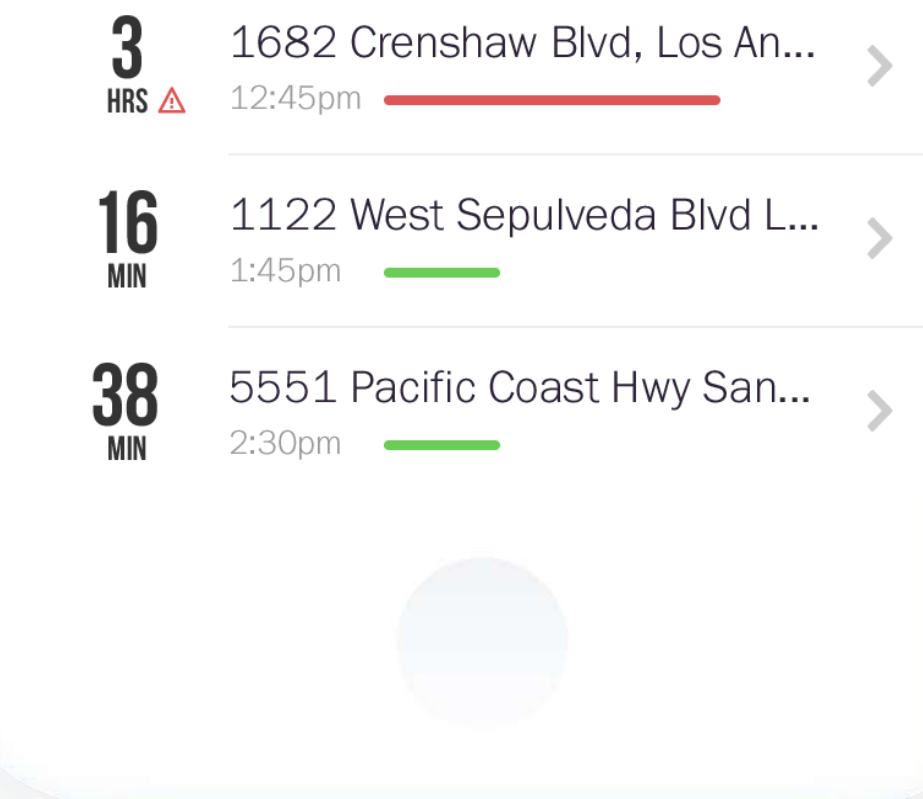 3
HRS
1682 Crenshaw Blvd, Los An...
12:45pm
16
MIN
1122 West Sepulveda Blvd L...
1:45pm
38
MIN
5551 Pacific Coast Hwy San...
2:30pm